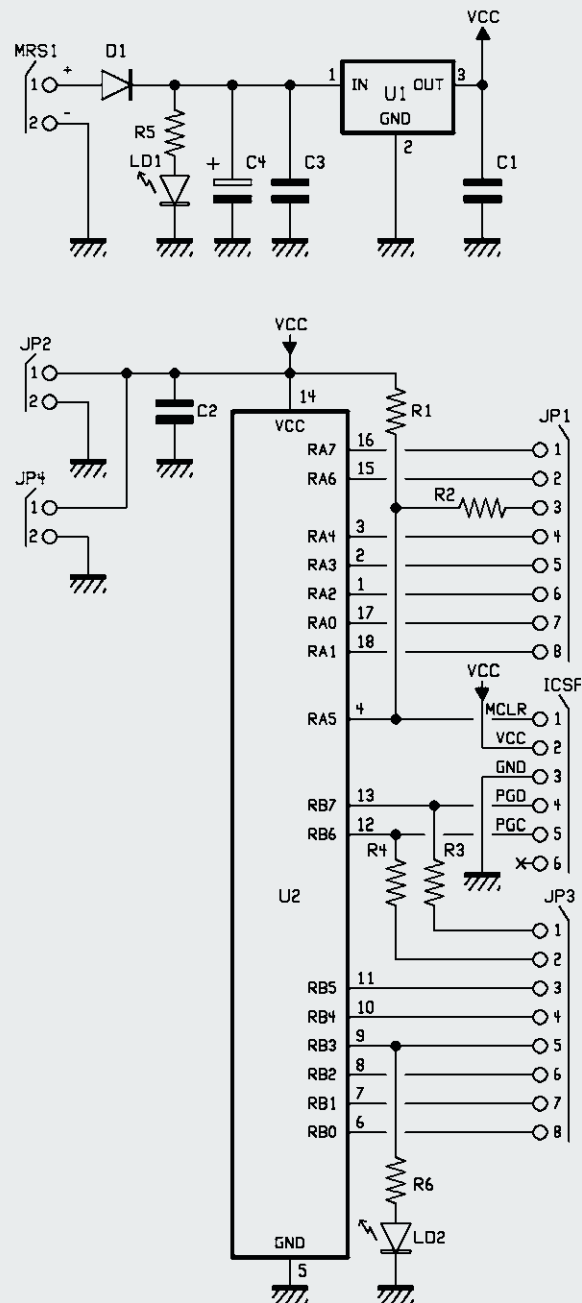 MRS1
D1
1 +
2 -
R5
LD1
+
C4
C3
1
IN
U1
OUT
GND
3
2
VCC
C1
VCC
JP2
1
2
C2
14
VCC
R1
JP1
JP4
1
2
RA7 16 1
RA6 15 2
R2 3
RA4 3 4
RA3 2 5
RA2 1 6
RA0 17 7
RA1 18 8
VCC
ICSP
RA5 4 MCLR 1
VCC 2
GND 3
RB7 13 PGD 4
RB6 12 PGC 5
R4 R3
× 6
U2
JP3
1
2
RB5 11 3
RB4 10 4
RB3 9 5
RB2 8 6
RB1 7 7
RB0 6 8
R6
LD2
GND
5